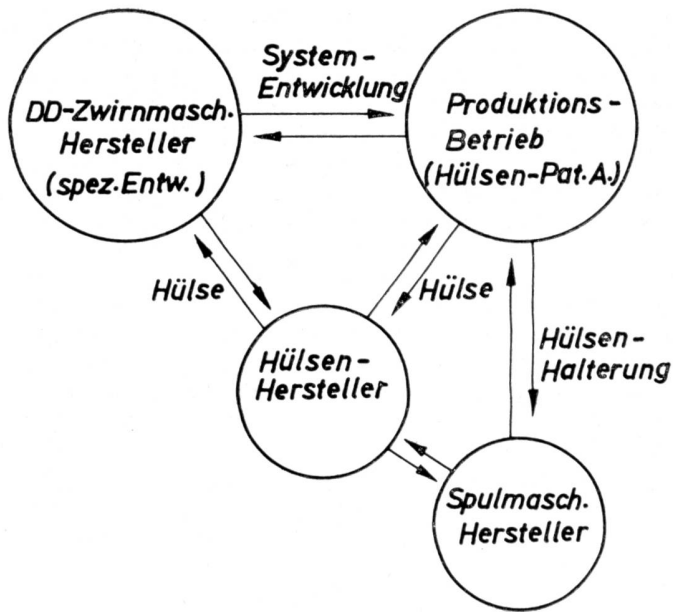 System-
Entwicklung
DD-Zwirnmasch.
Hersteller
(spez.Entw.)
Produktions-
Betrieb
(Hülsen-Pat.A.)
Hülse
Hülse
Hülsen-
Halterung
Hülsen-
Hersteller
Spulmasch.
Hersteller